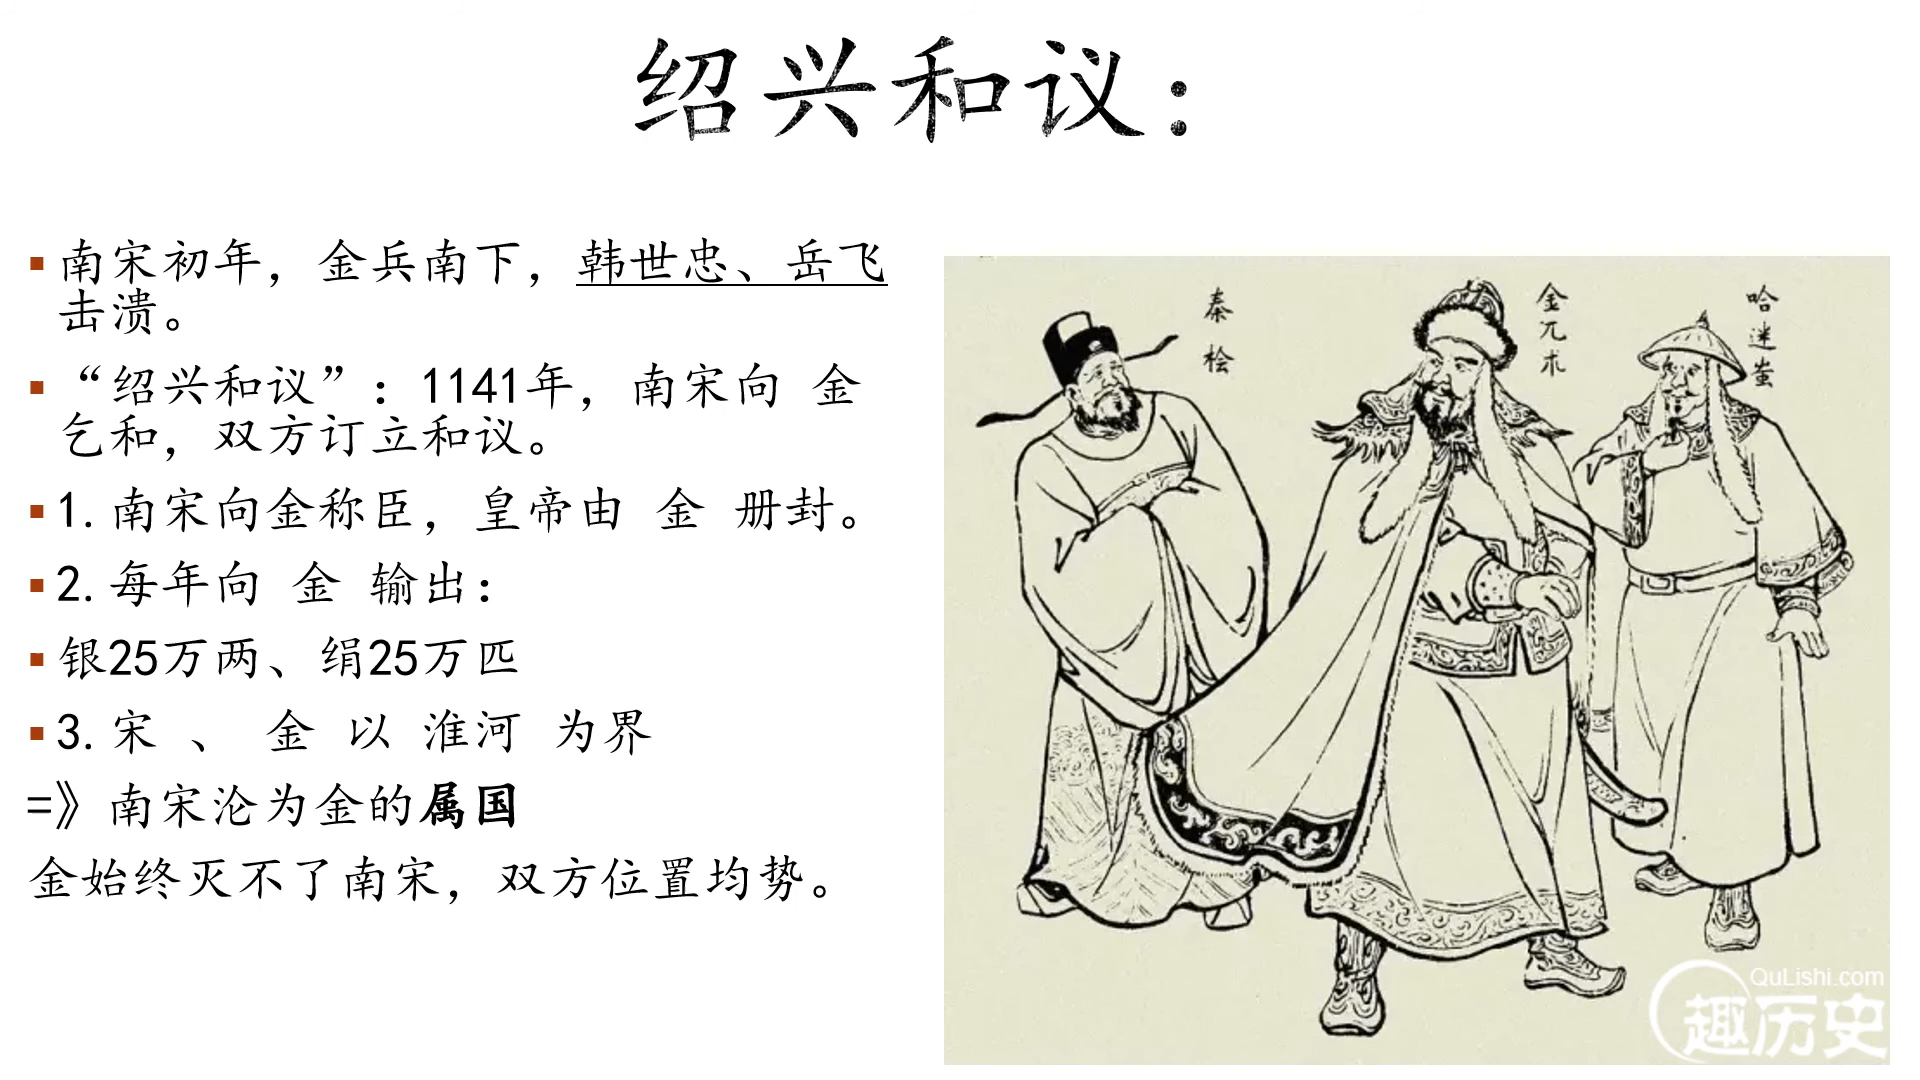 绍兴和议：
南宋初年，金兵南下，韩世忠、岳飞
击溃。
“绍兴和议”：1141年，南宋向 金
乞和，双方订立和议。
1.南宋向金称臣，皇帝由 金 册封。
2.每年向 金 输出：
银25万两、绢25万匹
3.宋 、 金 以 淮河 为界
=》南宋沦为金的属国
金始终灭不了南宋，双方位置均势。
秦桧
金兀术
哈迷蚩
QuLishi.com
趣历史